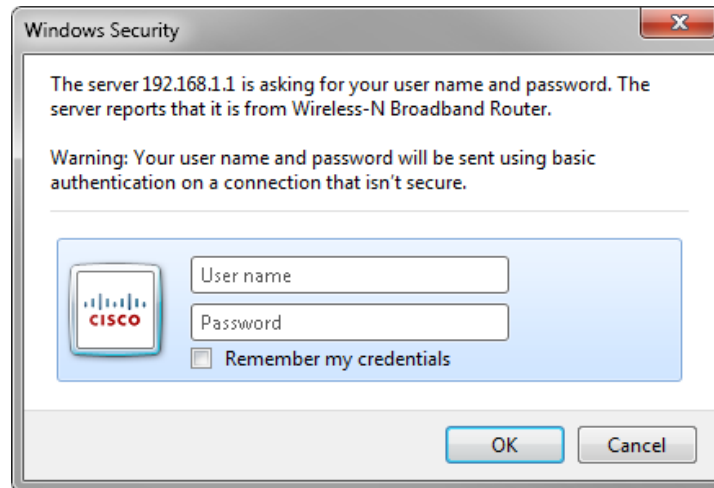 Windows Security
The server 192.168.1.1 is asking for your user name and password. The
server reports that it is from Wireless-N Broadband Router.
Warning: Your user name and password will be sent using basic
authentication on a connection that isn't secure.
User name
CISCO
Password
Remember my credentials
OK
Cancel